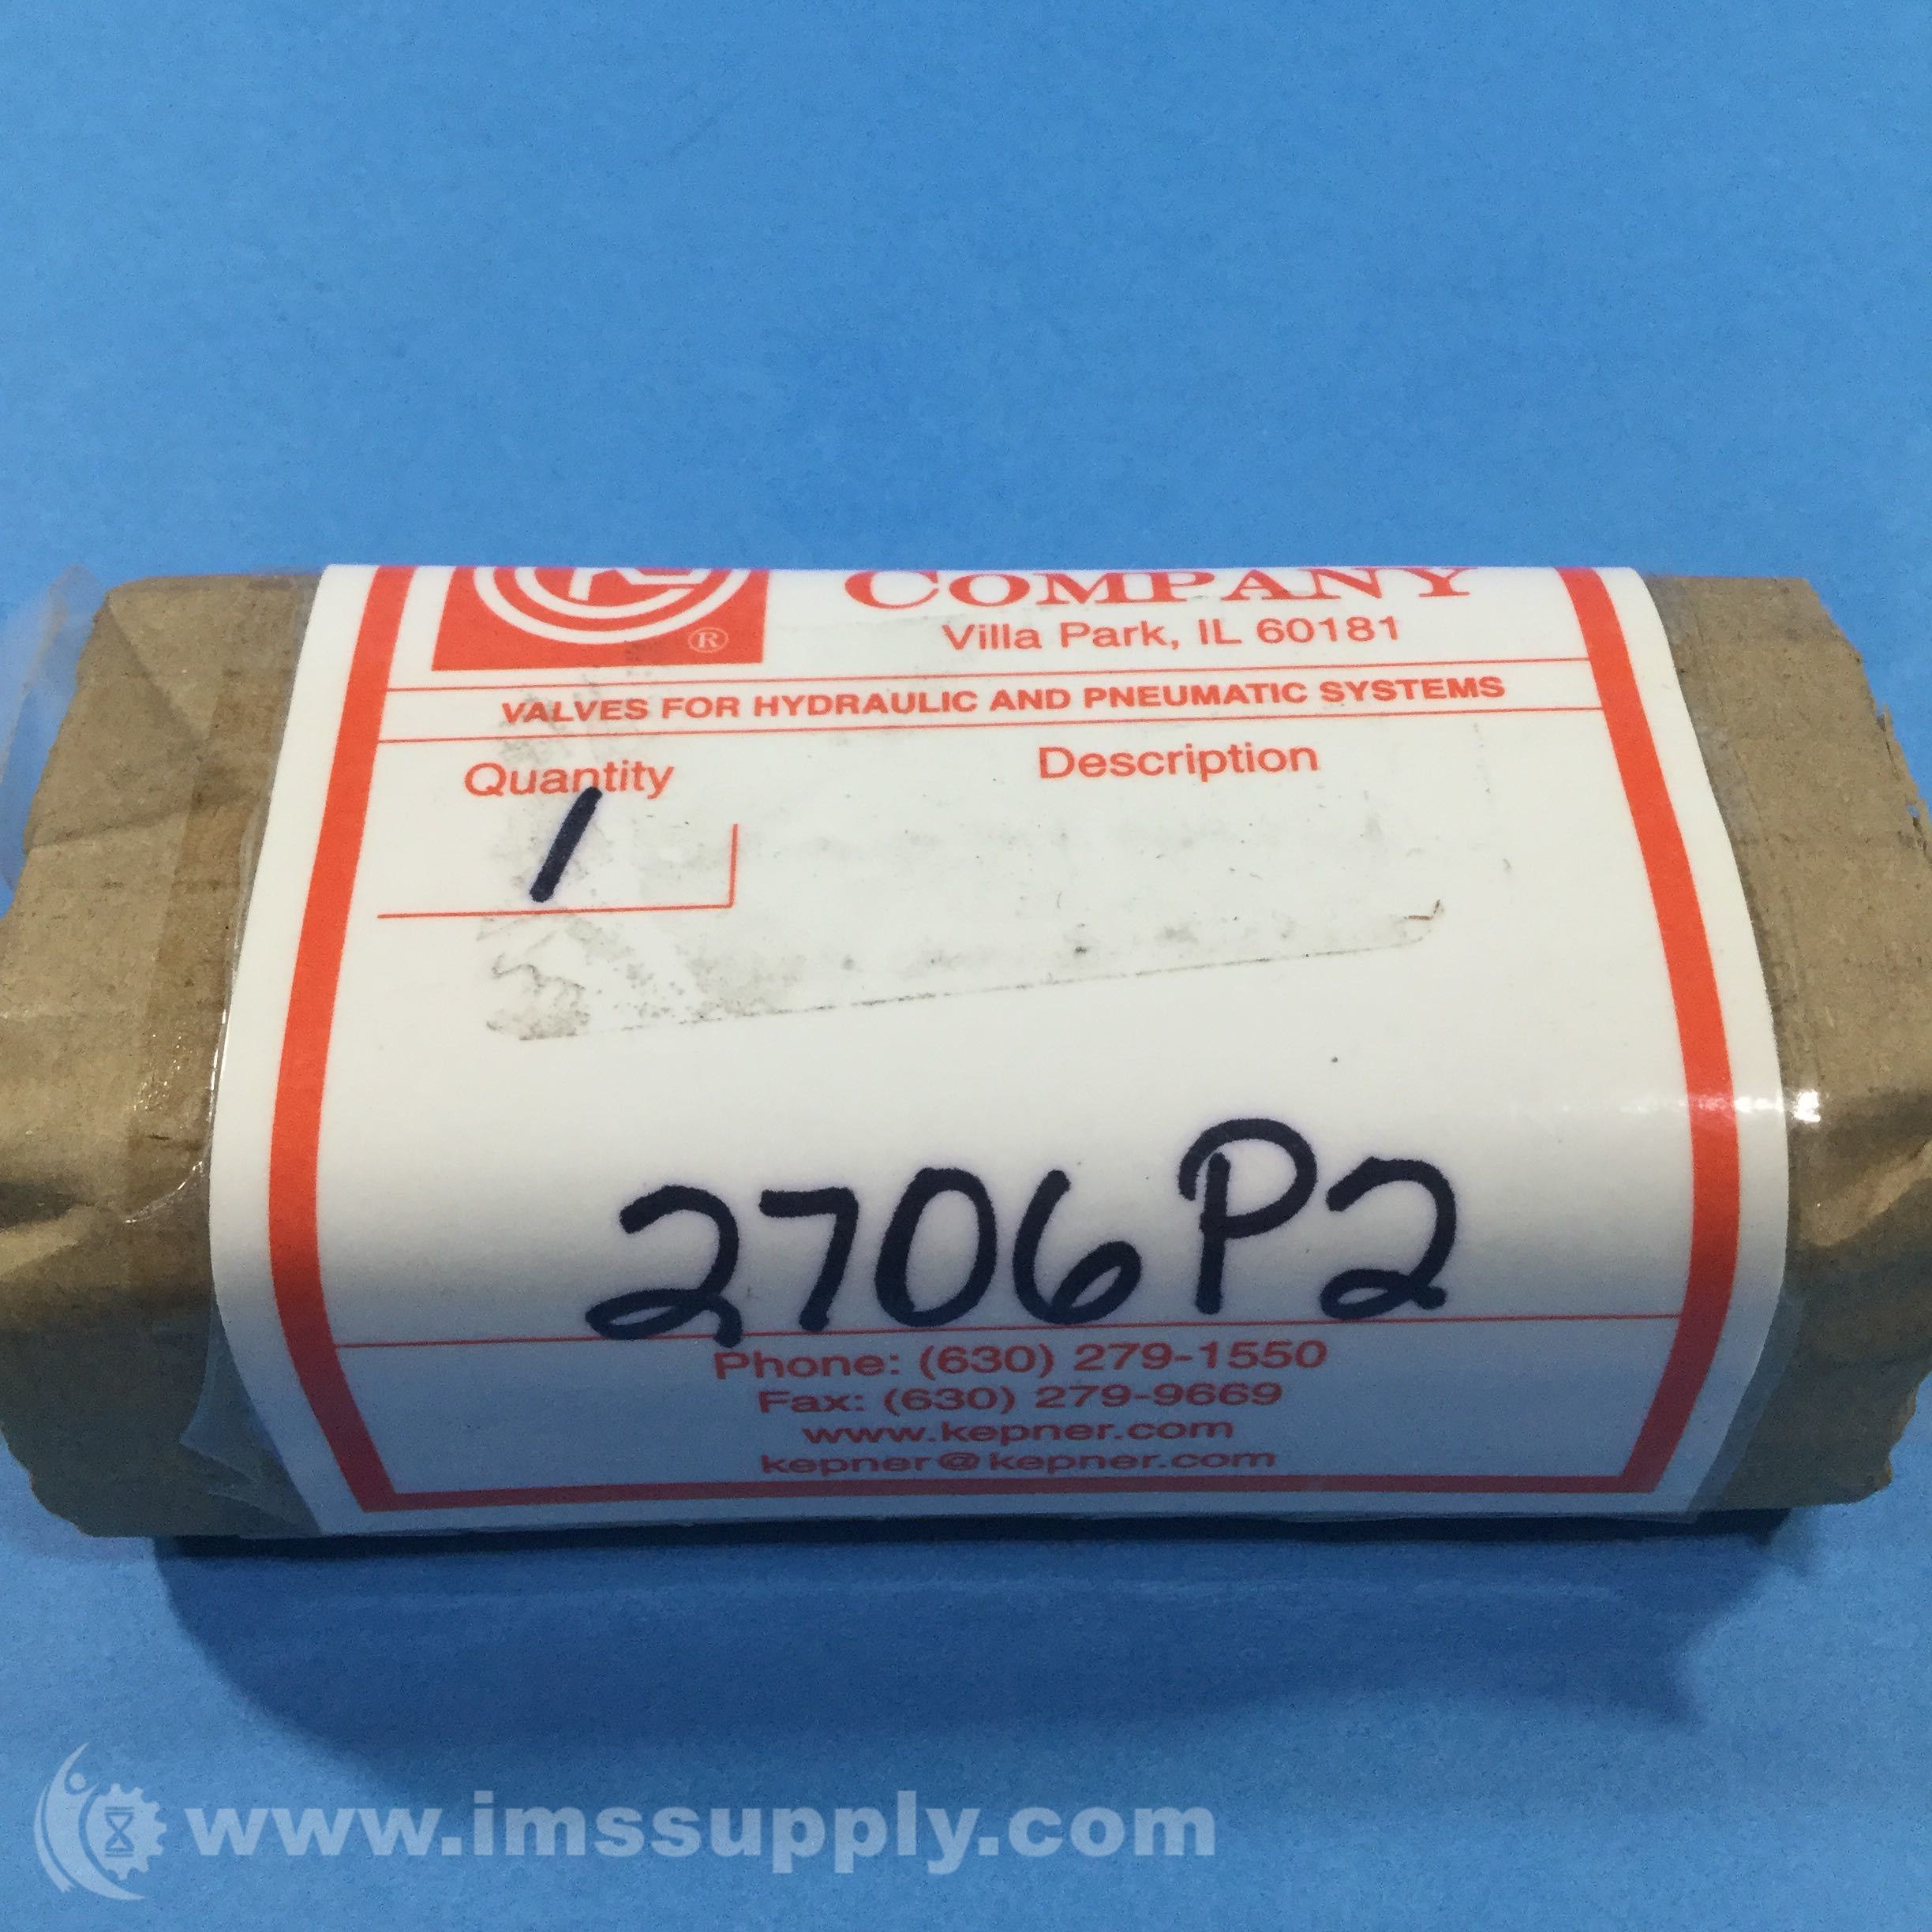 COMPANY
Villa Park, IL 60181
®
VALVES FOR HYDRAULIC AND PNEUMATIC SYSTEMS
Quantity Description
1
2706P2
Phone: (630) 279-1550
Fax: (630) 279-9669
www.kepner.com
kepner@kepner.com
www.imssupply.com